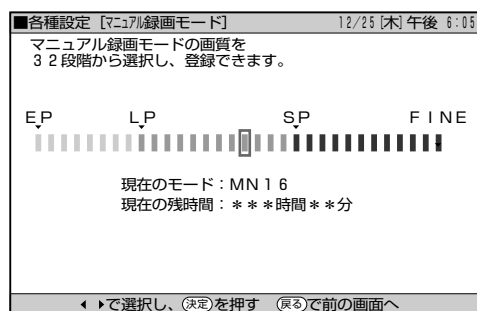 ■各種設定 [マニュアル録画モード] 12/25[木]午後 6:05
マニュアル録画モードの画質を
32段階から選択し、登録できます。
EP LP SP FINE
現在のモード:MN16
現在の残時間:***時間**分
で選択し、決定を押す 戻るで前の画面へ